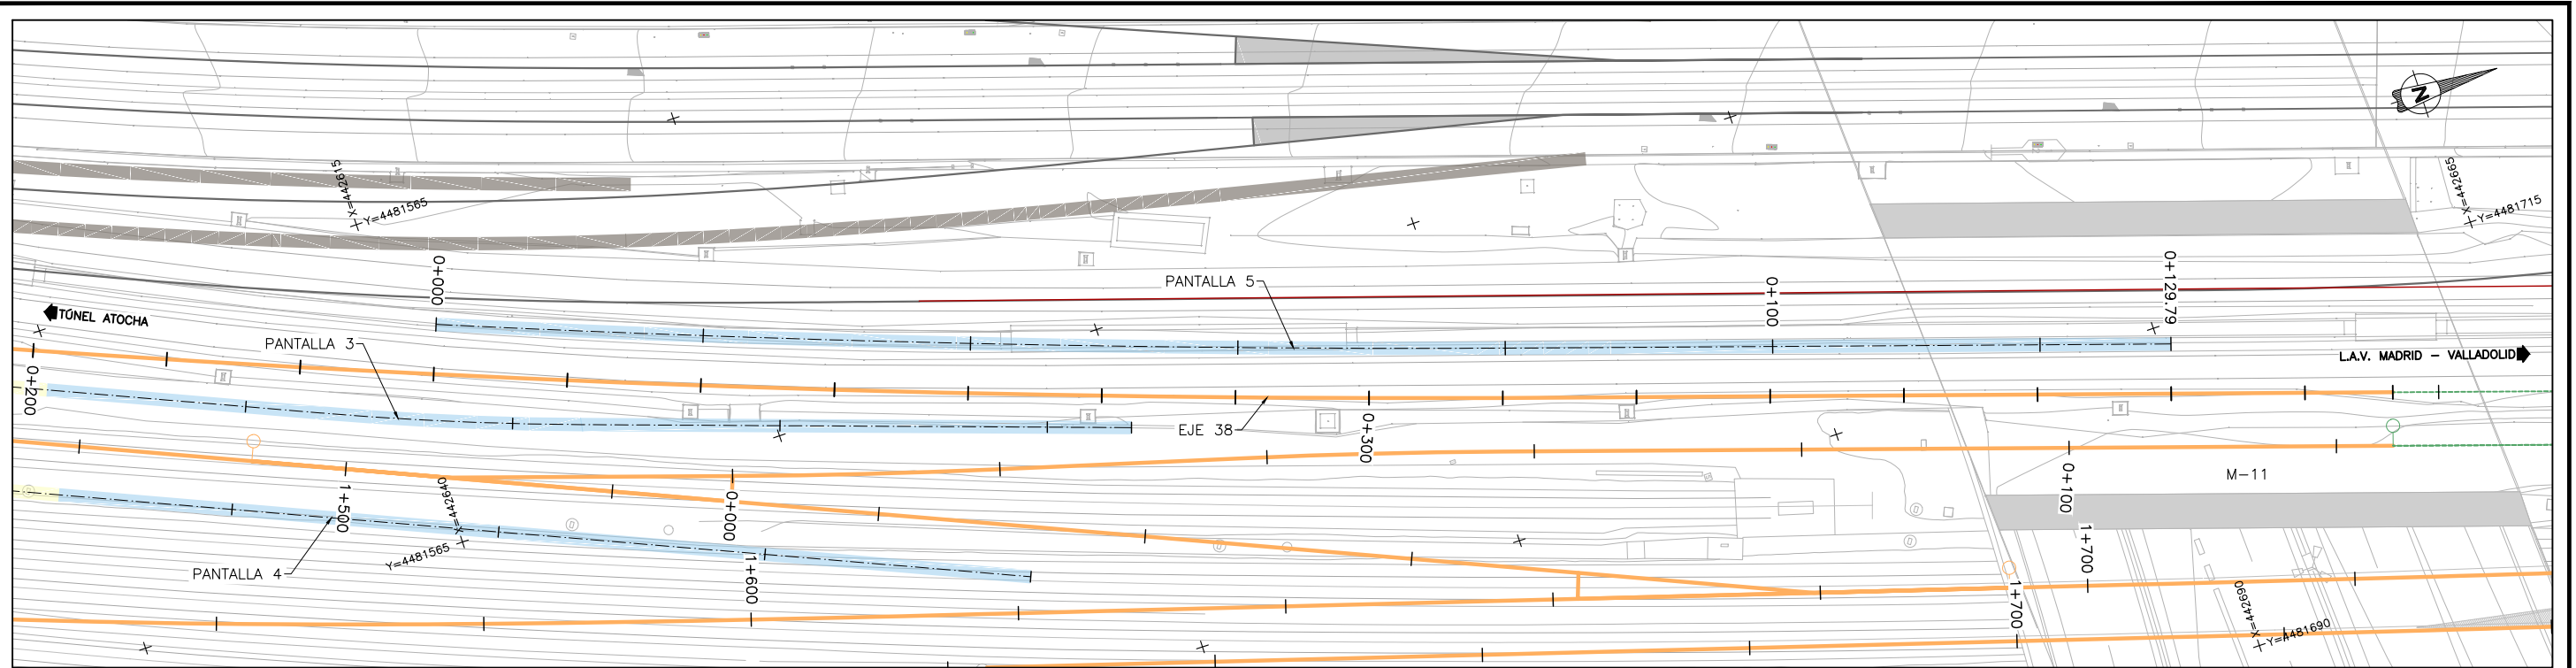 N
X=442615
Y=4481565
X=442665
Y=4481715
0+000
PANTALLA 5
0+100
0+129.79
TÚNEL ATOCHA
PANTALLA 3
L.A.V. MADRID - VALLADOLID
0+200
EJE 38
0+300
M-11
X=442640
Y=4481565
1+500
0+000
0+100
1+700
PANTALLA 4
1+600
1+700
X=442690
Y=4481690